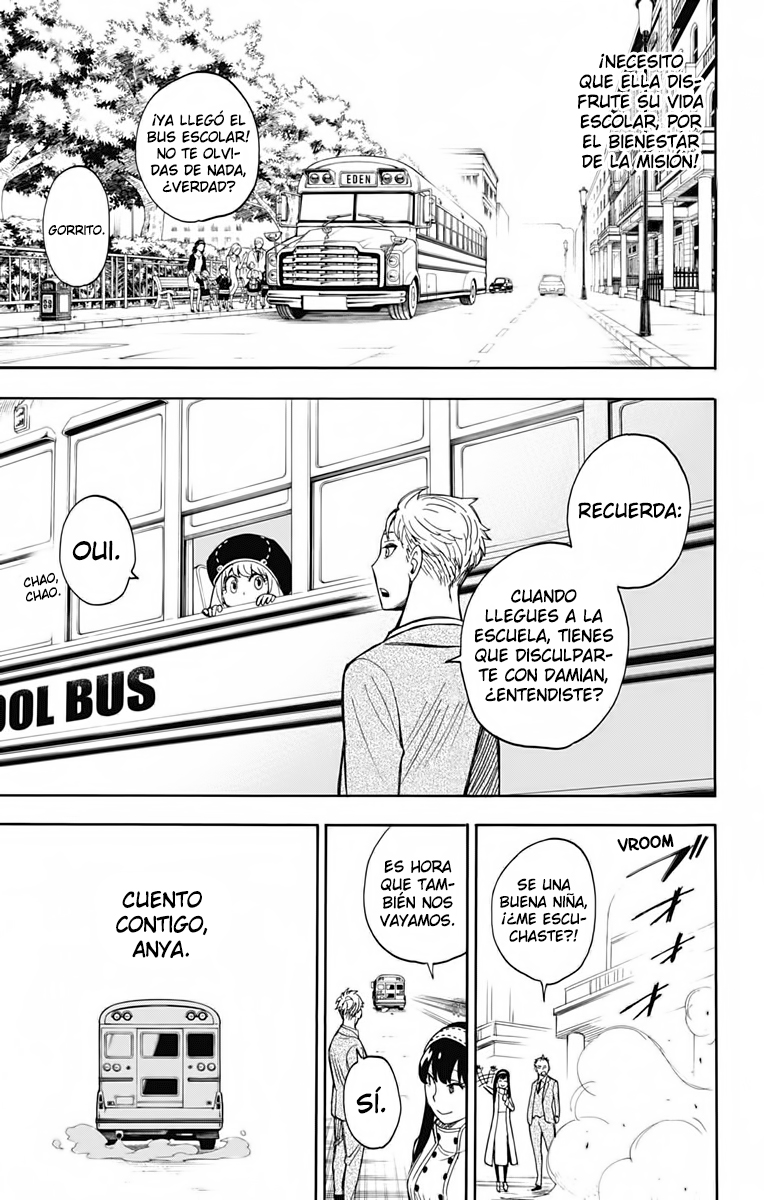 ¡NECESITO
QUE ELLA DIS-
FRUTE SU VIDA
ESCOLAR, POR
EL BIENESTAR
DE LA MISIÓN!
¡YA LLEGÓ EL
BUS ESCOLAR!
NO TE OLVI-
DAS DE NADA,
¿VERDAD?
GORRITO.
EDEN
RECUERDA:
CUANDO
LLEGUES A LA
ESCUELA, TIENES
QUE DISCULPAR-
TE CON DAMIAN,
¿ENTENDISTE?
OUI.
CHAO,
CHAO.
OOL BUS
VROOM
SE UNA
BUENA NIÑA,
¡¿ME ESCU-
CHASTE?!
ES HORA
QUE TAM-
BIÉN NOS
VAYAMOS.
SÍ.
CUENTO
CONTIGO,
ANYA.